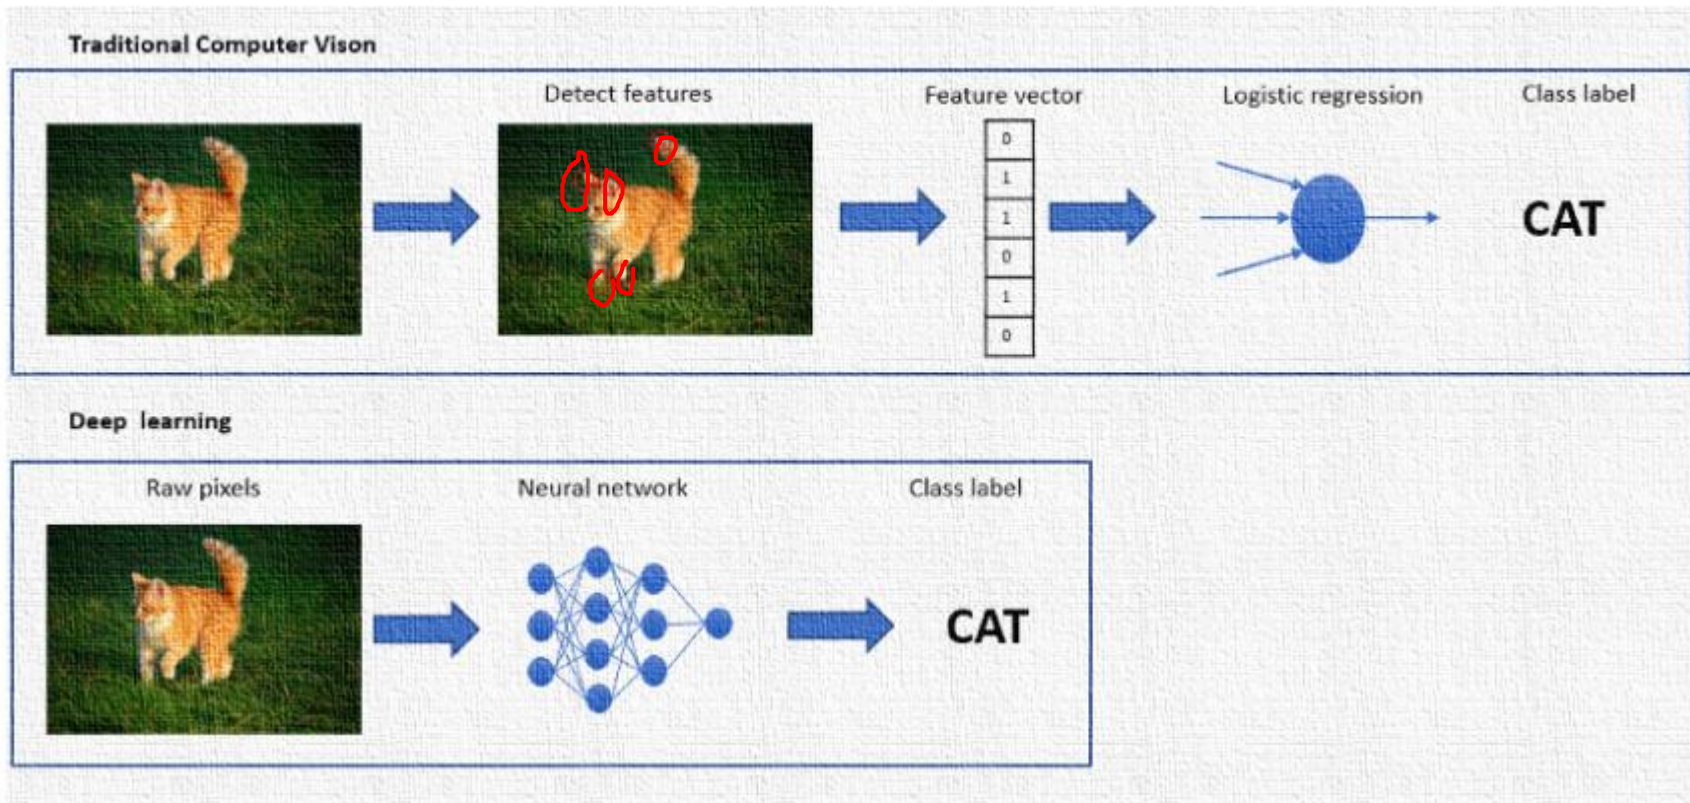 Traditional Computer Vison
Detect features
Feature vector
Logistic regression
Class label
0
1
1
0
1
0
CAT
Deep learning
Raw pixels
Neural network
Class label
CAT